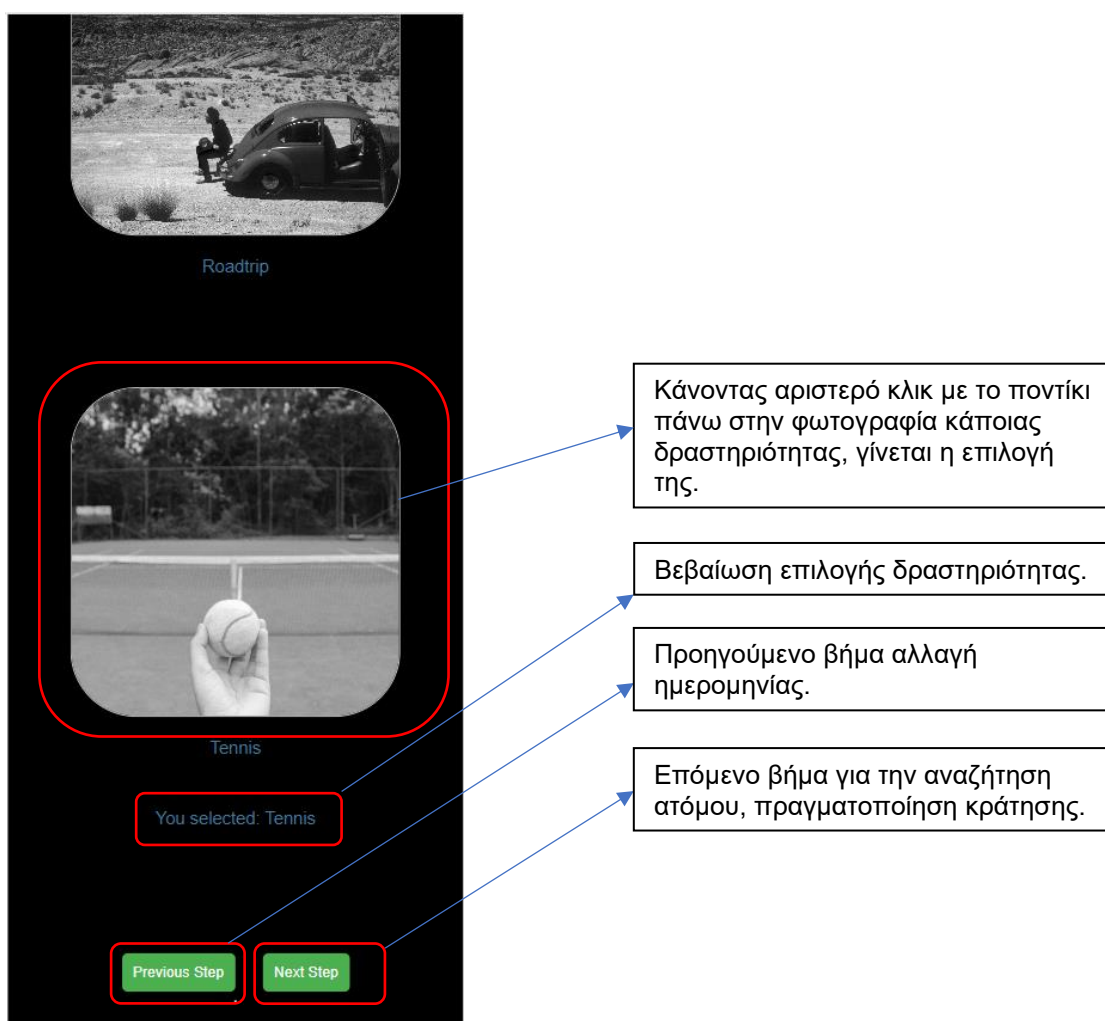 Roadtrip
Κάνοντας αριστερό κλικ με το ποντίκι
πάνω στην φωτογραφία κάποιας
δραστηριότητας, γίνεται η επιλογή
της.
Βεβαίωση επιλογής δραστηριότητας.
Προηγούμενο βήμα αλλαγή
ημερομηνίας.
Tennis
Επόμενο βήμα για την αναζήτηση
ατόμου, πραγματοποίηση κράτησης.
You selected: Tennis
Previous Step
Next Step